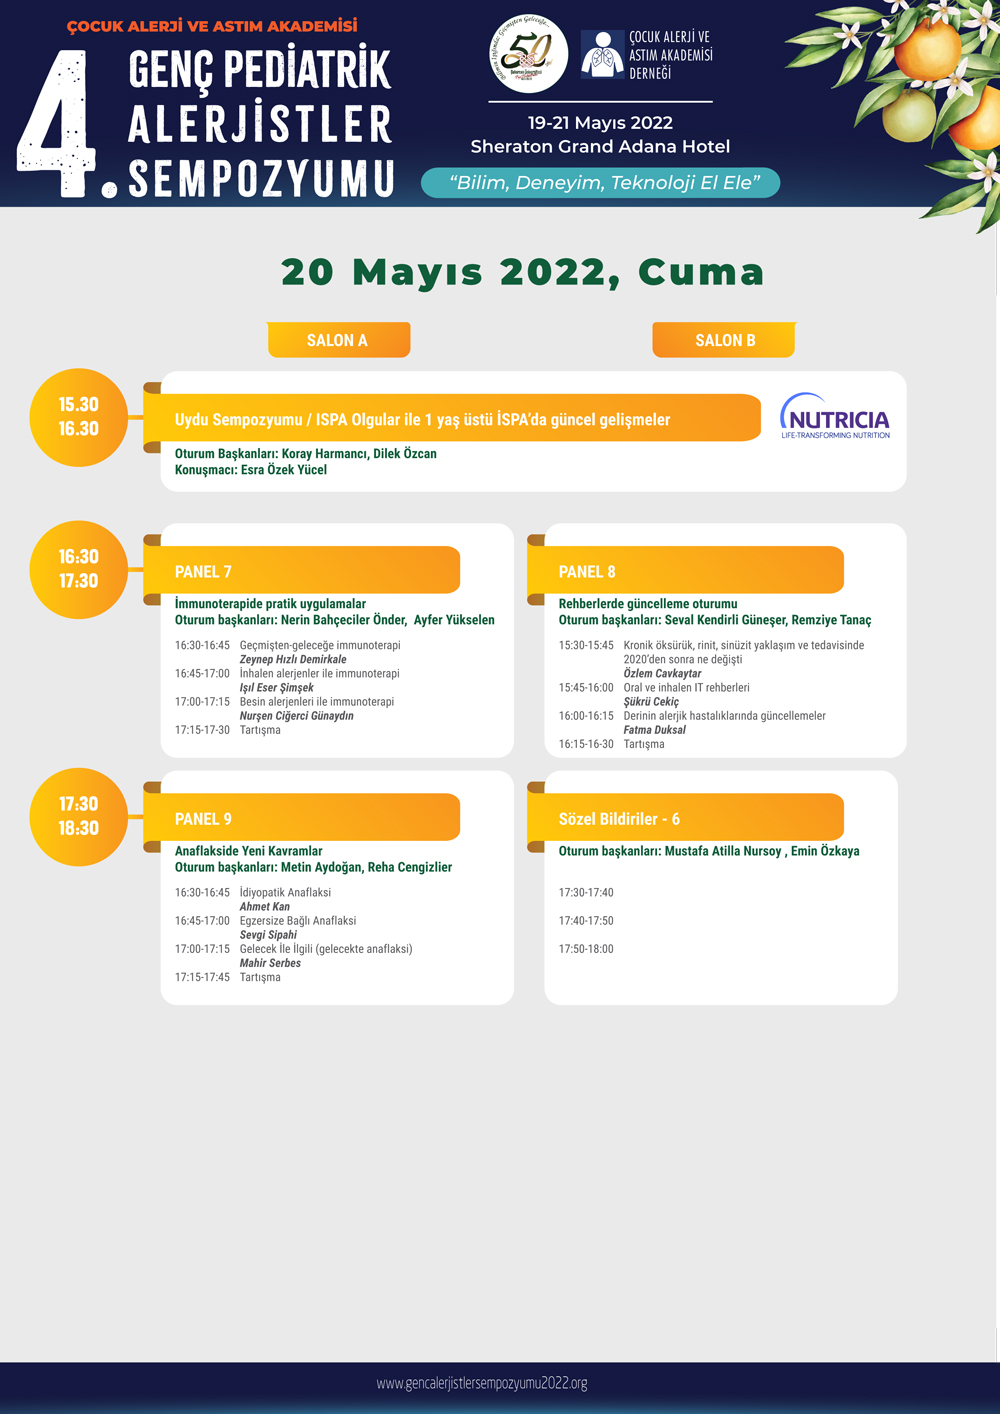 ÇOCUK ALERJİ VE ASTIM AKADEMİSİ
4. GENÇ PEDİATRİK
ALERJİSTLER
SEMPOZYUMU
50
ÇOCUK ALERJİ VE
ASTIM AKADEMİSİ
DERNEĞİ
19-21 Mayıs 2022
Sheraton Grand Adana Hotel
“Bilim, Deneyim, Teknoloji El Ele”
20 Mayıs 2022, Cuma
SALON A
SALON B
15.30
16.30
Uydu Sempozyumu / ISPA Olgular ile 1 yaş üstü İSPA’da güncel gelişmeler
NUTRICIA
LIFE-TRANSFORMING NUTRITION
Oturum Başkanları: Koray Harmancı, Dilek Özcan
Konuşmacı: Esra Özek Yücel
16:30
17:30
PANEL 7
İmmunoterapide pratik uygulamalar
Oturum başkanları: Nerin Bahçeciler Önder, Ayfer Yükselen
16:30-16:45 Geçmişten-geleceğe immunoterapi
Zeynep Hızlı Demirkale
16:45-17:00 İnhalen alerjenler ile immunoterapi
Işıl Eser Şimşek
17:00-17:15 Besin alerjenleri ile immunoterapi
Nurşen Ciğerci Günaydın
17:15-17-30 Tartışma
PANEL 8
Rehberlerde güncelleme oturumu
Oturum başkanları: Seval Kendirli Güneşer, Remziye Tanaç
15:30-15:45 Kronik öksürük, rinit, sinüzit yaklaşım ve tedavisinde
2020’den sonra ne değişti
Özlem Cavkaytar
15:45-16:00 Oral ve inhalen IT rehberleri
Şükrü Cekiç
16:00-16:15 Derinin alerjik hastalıklarında güncellemeler
Fatma Duksal
16:15-16-30 Tartışma
17:30
18:30
PANEL 9
Anaflakside Yeni Kavramlar
Oturum başkanları: Metin Aydoğan, Reha Cengizlier
16:30-16:45 İdiyopatik Anaflaksi
Ahmet Kan
16:45-17:00 Egzersize Bağlı Anaflaksi
Sevgi Sipahi
17:00-17:15 Gelecek İle İlgili (gelecekte anaflaksi)
Mahir Serbes
17:15-17:45 Tartışma
Sözel Bildiriler - 6
Oturum başkanları: Mustafa Atilla Nursoy , Emin Özkaya
17:30-17:40
17:40-17:50
17:50-18:00
www.gencalerjistlersempozyumu2022.org